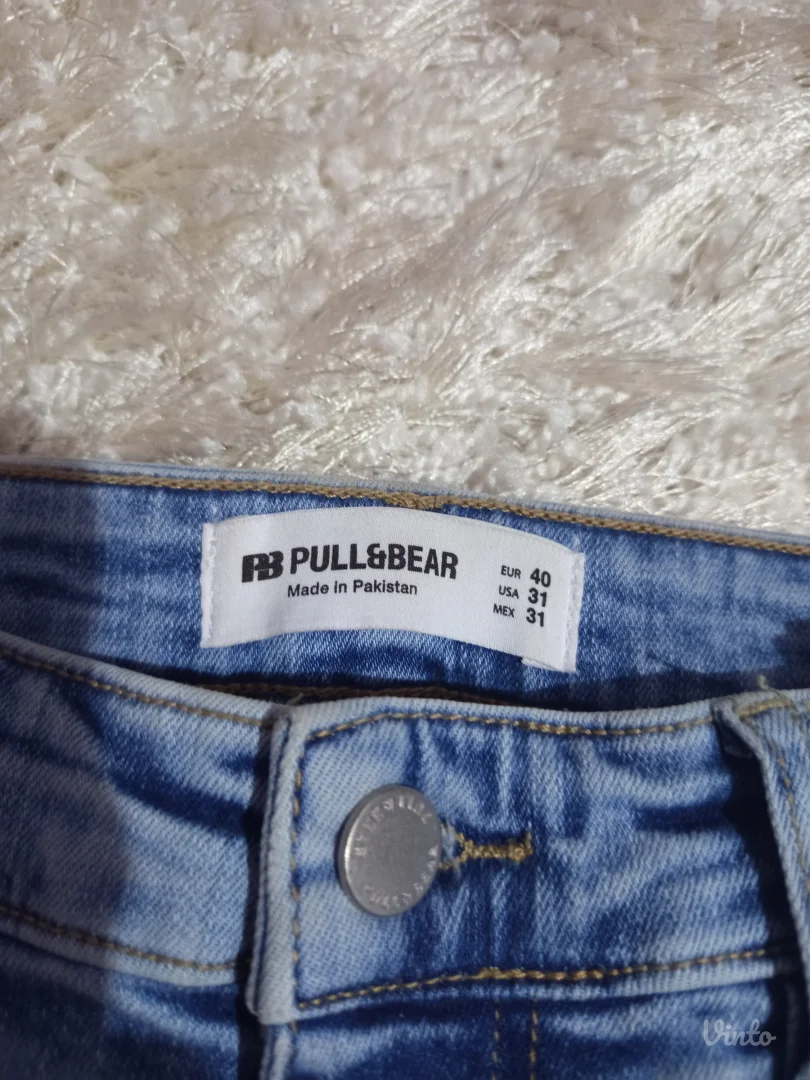 PB PULL&BEAR
Made in Pakistan
EUR 40
USA 31
MEX 31
Vinto